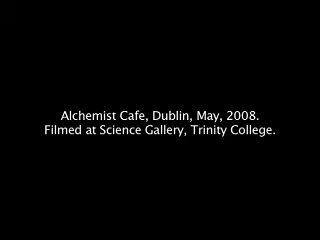 Alchemist Cafe, Dublin, May, 2008.
Filmed at Science Gallery, Trinity College.